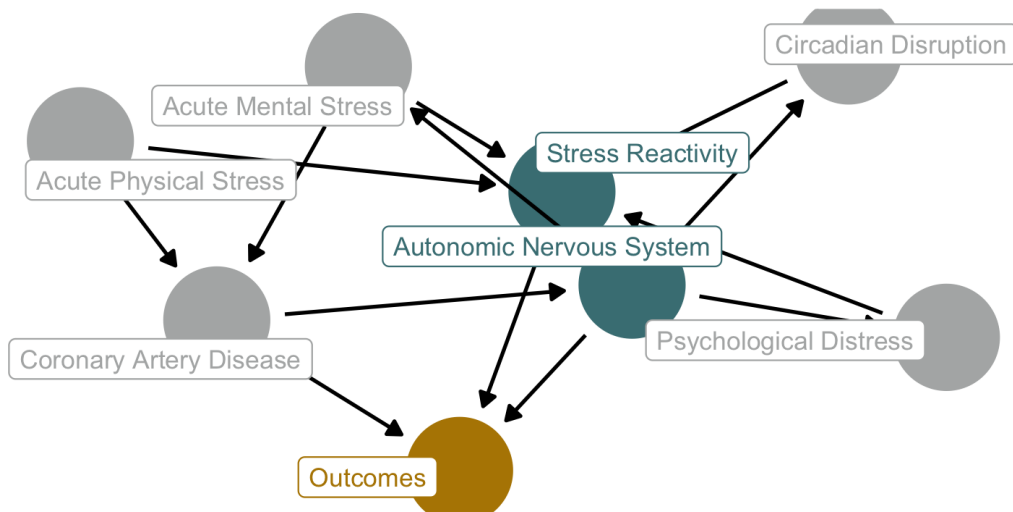 Circadian Disruption
Acute Mental Stress
Stress Reactivity
Acute Physical Stress
Autonomic Nervous System
Psychological Distress
Coronary Artery Disease
Outcomes